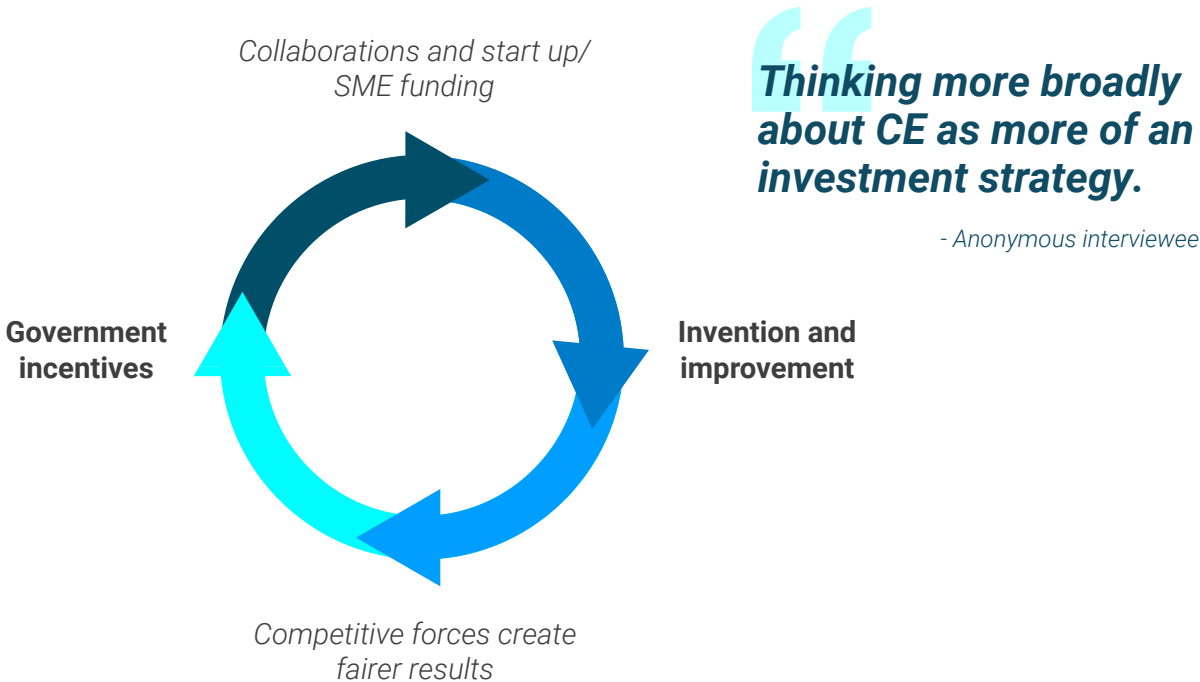 Collaborations and start up/
SME funding
Thinking more broadly
about CE as more of an
investment strategy.
- Anonymous interviewee
Government
incentives
Invention and
improvement
Competitive forces create
fairer results